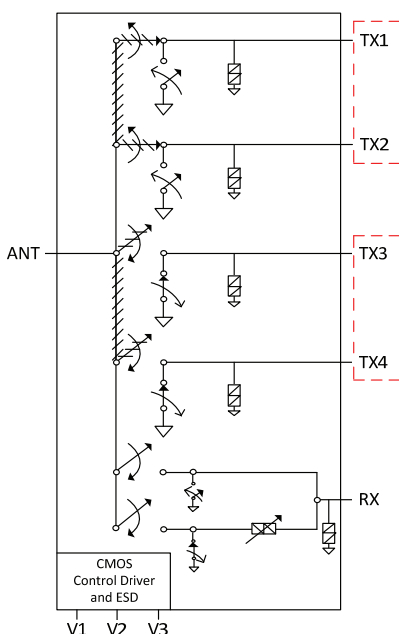 TX1
TX2
ANT
TX3
TX4
RX
CMOS
Control Driver
and ESD
V1 V2 V3